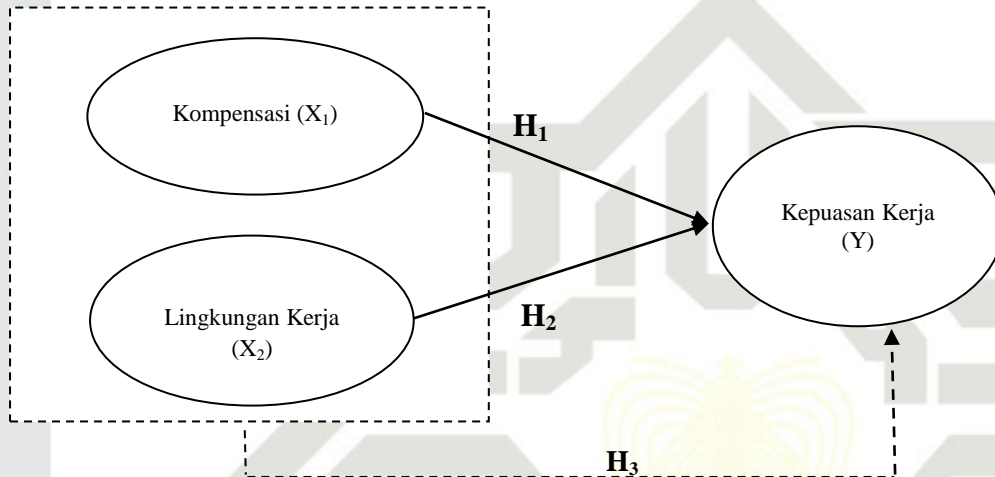 Kompensasi (X₁)
H₁
Kepuasan Kerja
(Y)
Lingkungan Kerja
(X₂)
H₂
H₃